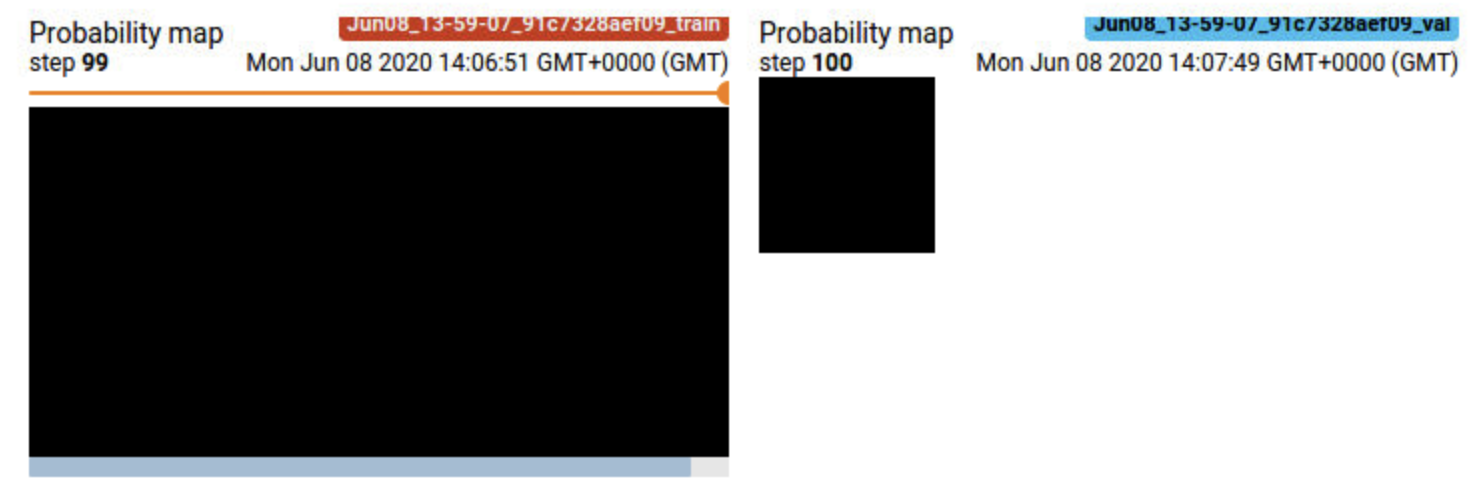 Probability map
Jun08_13-59-07_91c7328aef09_train
step 99
Mon Jun 08 2020 14:06:51 GMT+0000 (GMT)
Probability map
Jun08_13-59-07_91c7328aef09_val
step 100
Mon Jun 08 2020 14:07:49 GMT+0000 (GMT)